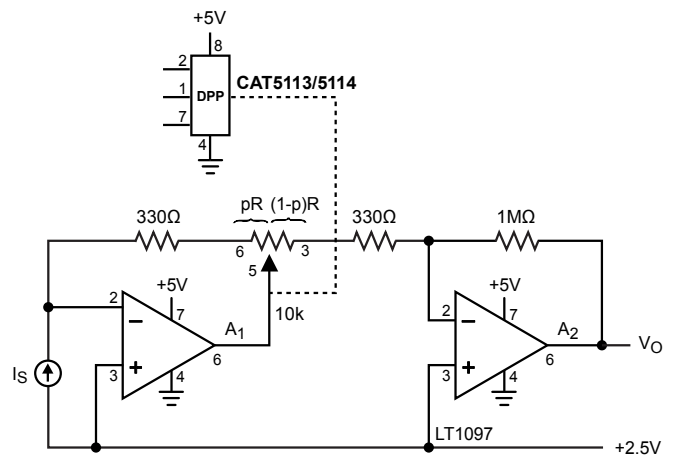 +5V
8
2
CAT5113/5114
1
DPP
7
4
pR (1-p)R
330Ω
330Ω
1MΩ
6
3
5
+5V
+5V
10k
2
7
A1
2
7
A2
–
–
6
6
VO
IS
+
+
3
4
3
4
LT1097
+2.5V